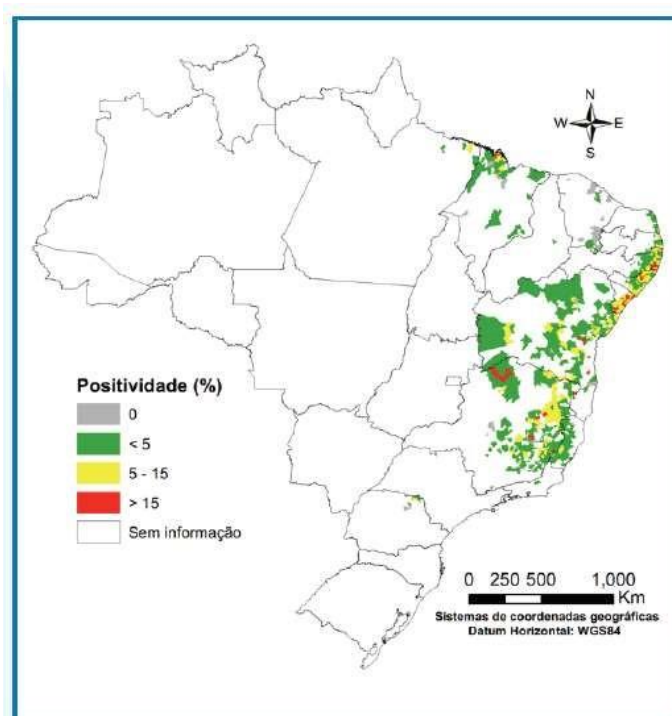 N
W E
S
Positividade (%)
0
< 5
5 - 15
> 15
Sem informação
0 250 500 1,000
Km
Sistemas de coordenadas geográficas
Datum Horizontal: WGS84